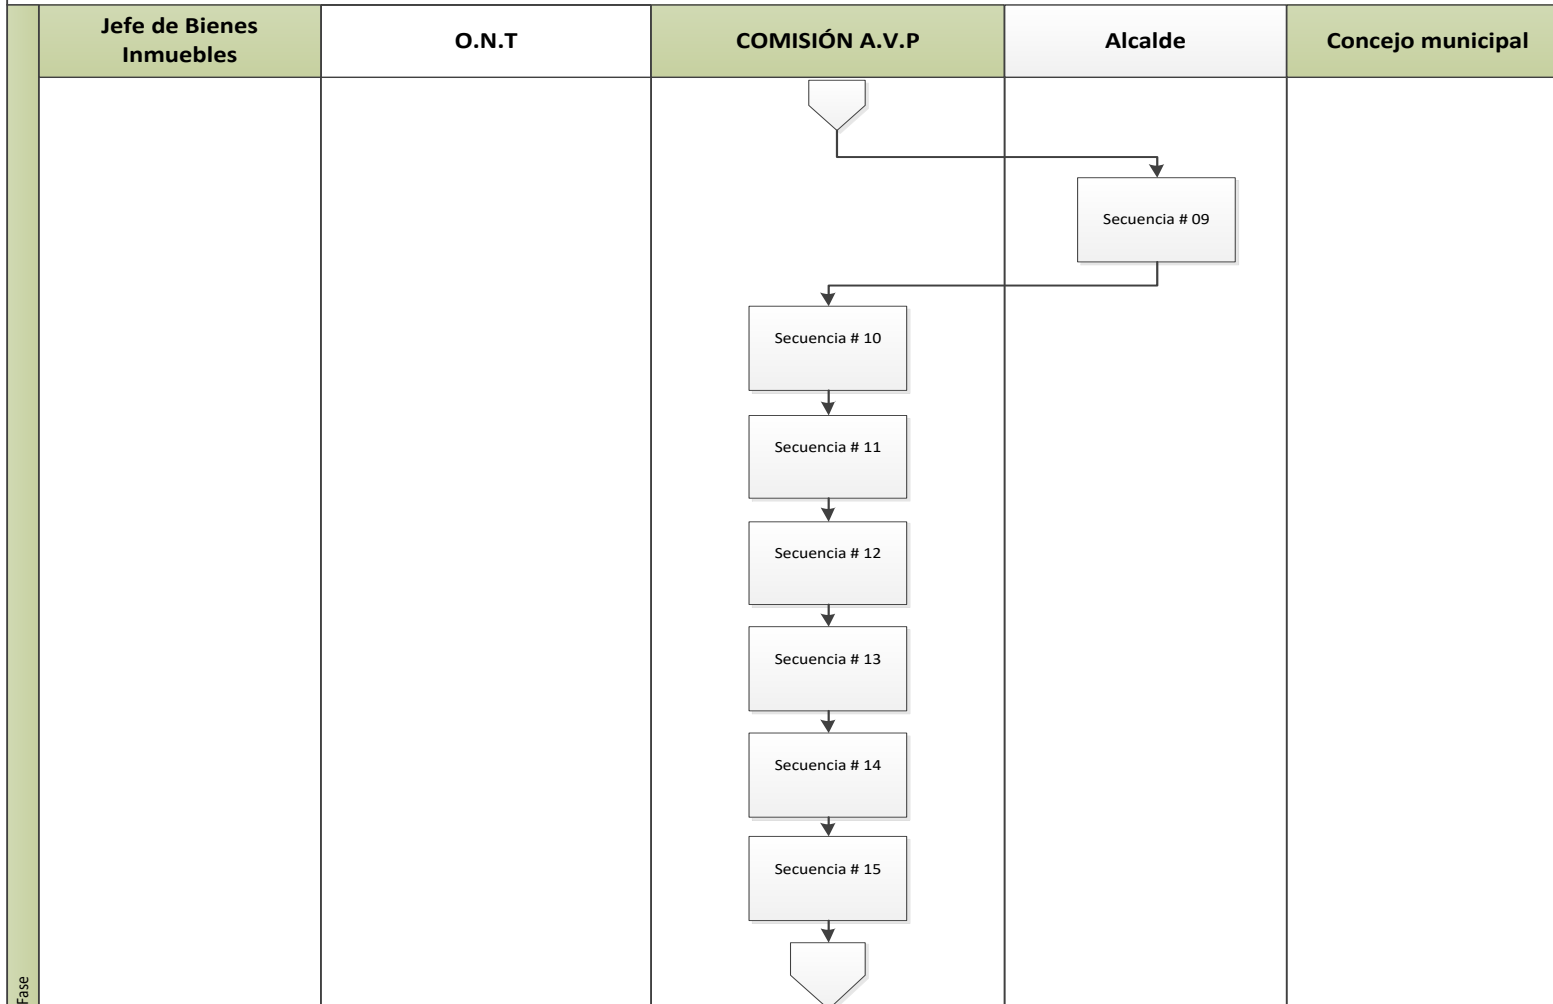 Jefe de Bienes
Inmuebles
O.N.T
COMISIÓN A.V.P
Alcalde
Concejo municipal
Secuencia # 09
Secuencia # 10
Secuencia # 11
Secuencia # 12
Secuencia # 13
Secuencia # 14
Secuencia # 15
Fase